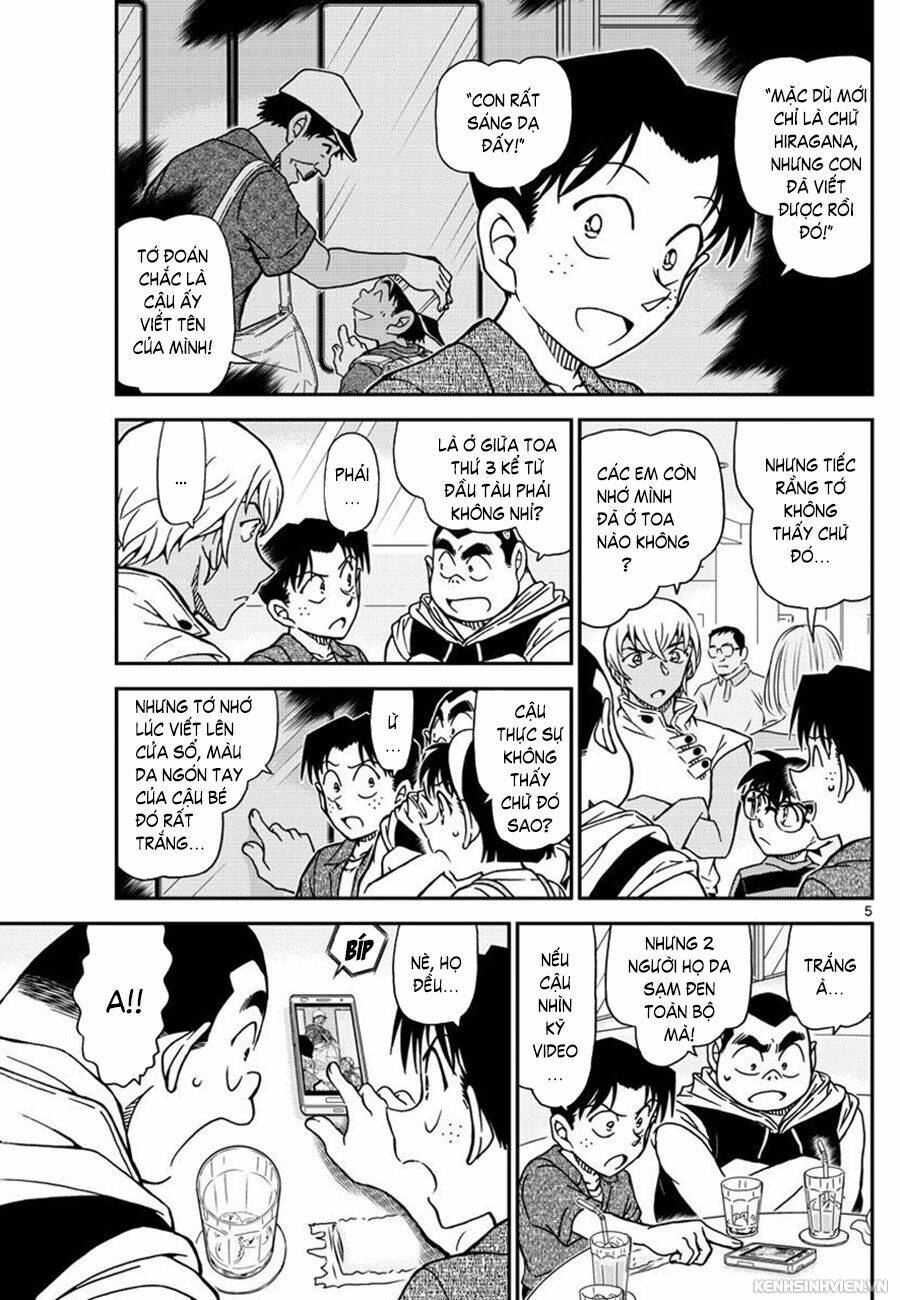 "MẶC DÙ MỚI
CHỈ LÀ CHỮ
HIRAGANA,
NHƯNG CON
ĐÃ VIẾT
ĐƯỢC RỒI
ĐÓ!"
"CON RẤT
SÁNG DẠ
ĐẤY!"
TỚ ĐOÁN
CHẮC LÀ
CẬU ẤY
VIẾT TÊN
CỦA MÌNH!
NHƯNG TIẾC
RẰNG TỚ
KHÔNG
THẤY CHỮ
ĐÓ...
CÁC EM CÒN
NHỚ MÌNH
ĐÃ Ở TOA
NÀO KHÔNG
?
LÀ Ở GIỮA TOA
THỨ 3 KỂ TỪ
ĐẦU TÀU PHẢI
KHÔNG NHỈ?
PHẢI
...
...
CẬU
THỰC SỰ
KHÔNG
THẤY
CHỮ ĐÓ
SAO?
Ừ
...
NHƯNG TỚ NHỚ
LÚC VIẾT LÊN
CỬA SỔ, MÀU
DA NGÓN TAY
CỦA CẬU BÉ
ĐÓ RẤT
TRẮNG...
5
TRẮNG
À...
NHƯNG 2
NGƯỜI HỌ DA
SẠM ĐEN
TOÀN BỘ
MÀ!
NẾU
CẬU
NHÌN
KỸ
VIDEO
NÈ, HỌ
ĐỀU...
BÍP
A!!
KENHSINHVIEN.VN